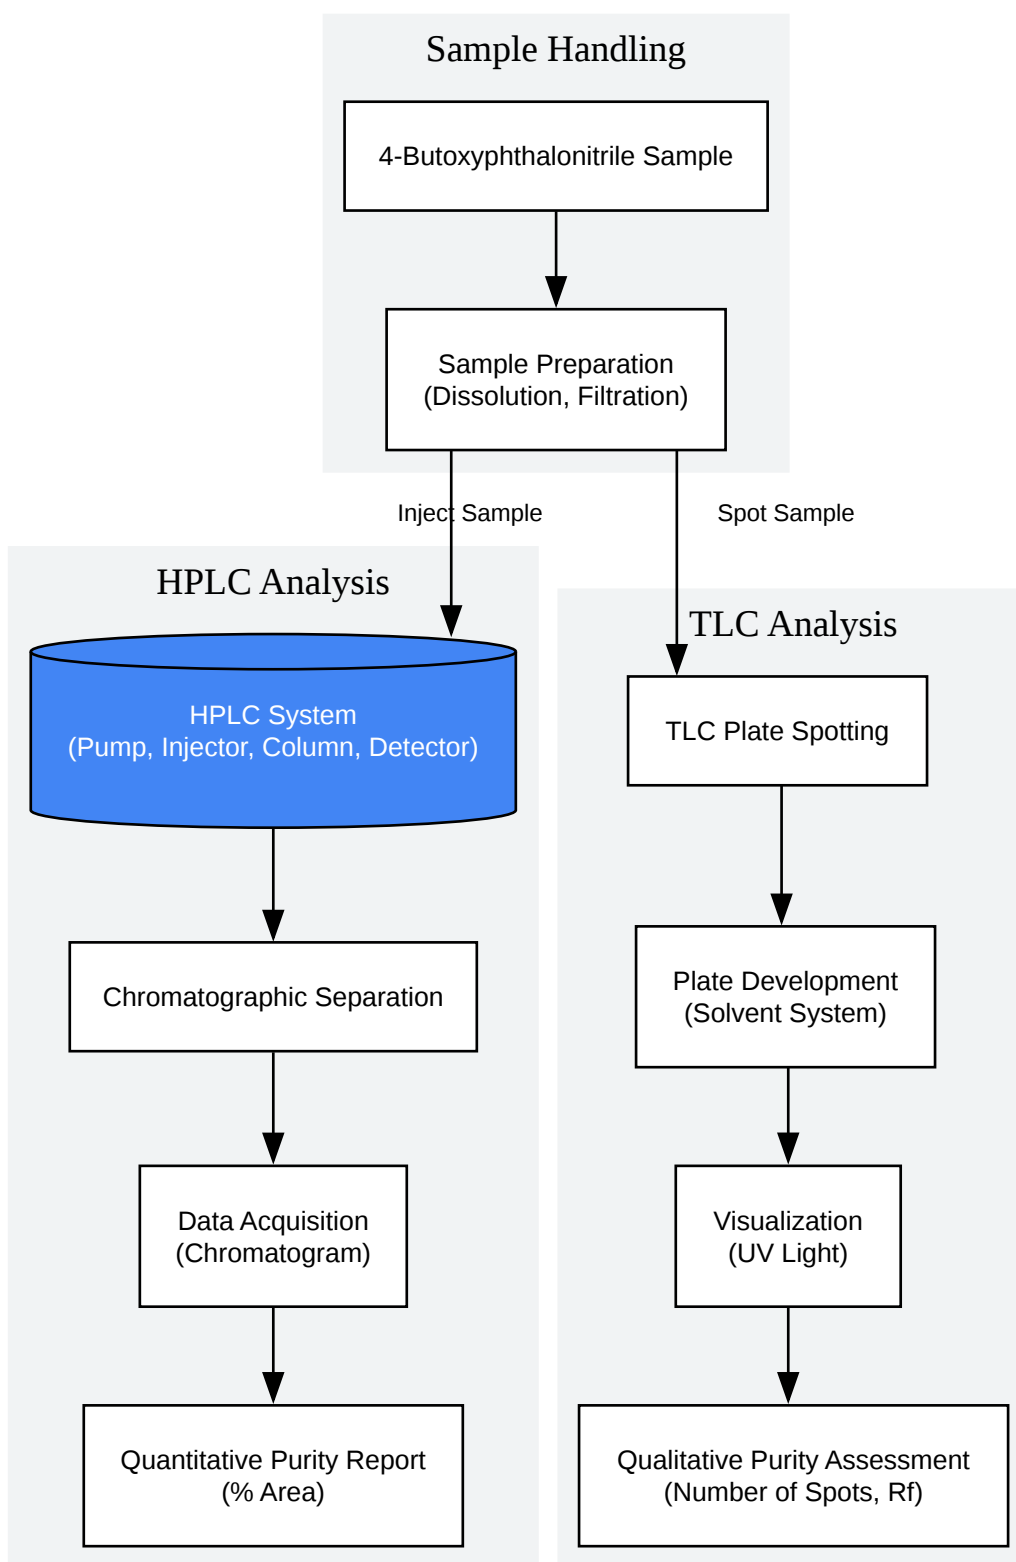 Sample Handling
4-Butoxyphthalonitrile Sample
Sample Preparation
(Dissolution, Filtration)
Inject Sample
Spot Sample
HPLC Analysis
HPLC System
(Pump, Injector, Column, Detector)
Chromatographic Separation
Data Acquisition
(Chromatogram)
Quantitative Purity Report
(% Area)
TLC Analysis
TLC Plate Spotting
Plate Development
(Solvent System)
Visualization
(UV Light)
Qualitative Purity Assessment
(Number of Spots, Rf)